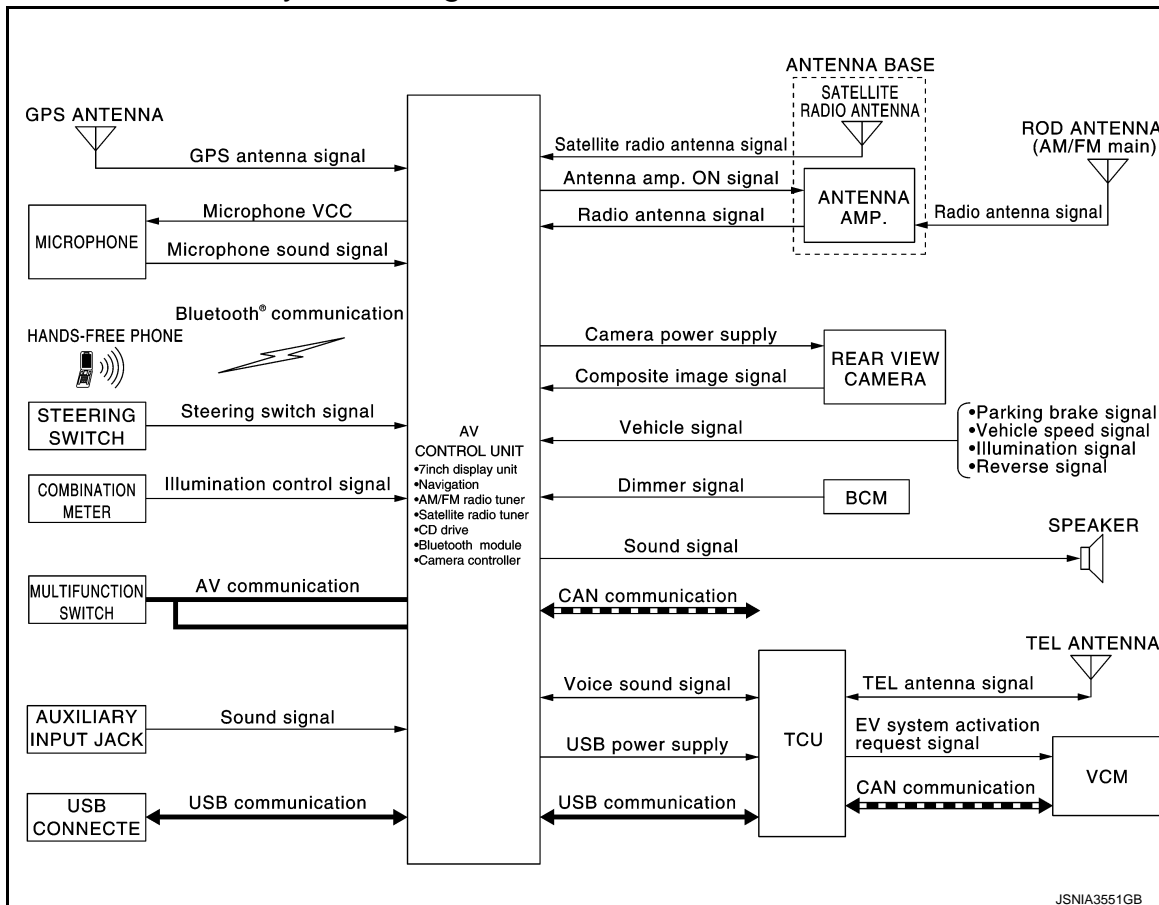 ANTENNA BASE
SATELLITE
RADIO ANTENNA
GPS ANTENNA
GPS antenna signal
Satellite radio antenna signal
ROD ANTENNA
(AM/FM main)
Antenna amp. ON signal
ANTENNA
AMP.
Radio antenna signal
Radio antenna signal
MICROPHONE
Microphone VCC
Microphone sound signal
Bluetooth® communication
HANDS-FREE PHONE
Camera power supply
REAR VIEW
CAMERA
Composite image signal
STEERING
SWITCH
Steering switch signal
AV
CONTROL UNIT
•7inch display unit
•Navigation
•AM/FM radio tuner
•Satellite radio tuner
•CD drive
•Bluetooth module
•Camera controller
Vehicle signal
•Parking brake signal
•Vehicle speed signal
•Illumination signal
•Reverse signal
COMBINATION
METER
Illumination control signal
Dimmer signal
BCM
Sound signal
SPEAKER
MULTIFUNCTION
SWITCH
AV communication
CAN communication
TEL ANTENNA
Voice sound signal
TCU
TEL antenna signal
AUXILIARY
INPUT JACK
Sound signal
USB power supply
EV system activation
request signal
VCM
USB
CONNECTE
USB communication
USB communication
CAN communication
JSNIA3551GB